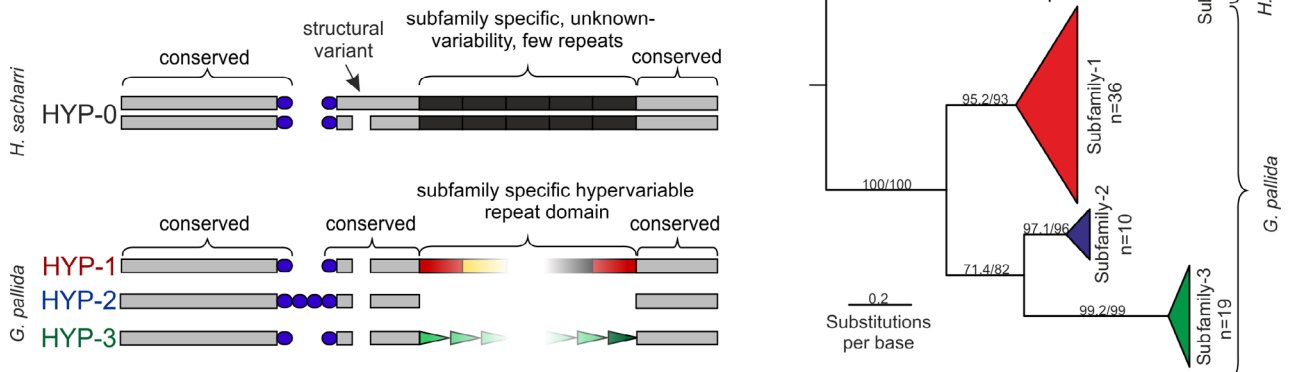 structural
variant
subfamily specific, unknown-
variability, few repeats
conserved
conserved
H. sacharri
HYP-0
subfamily specific hypervariable
repeat domain
conserved
conserved
conserved
G. pallida
HYP-1
HYP-2
HYP-3
95.2/93
100/100
97.1/96
71.4/82
99.2/99
0.2
Substitutions
per base
Subfamily-1
n=36
Subfamily-2
n=10
Subfamily-3
n=19
G. pallida